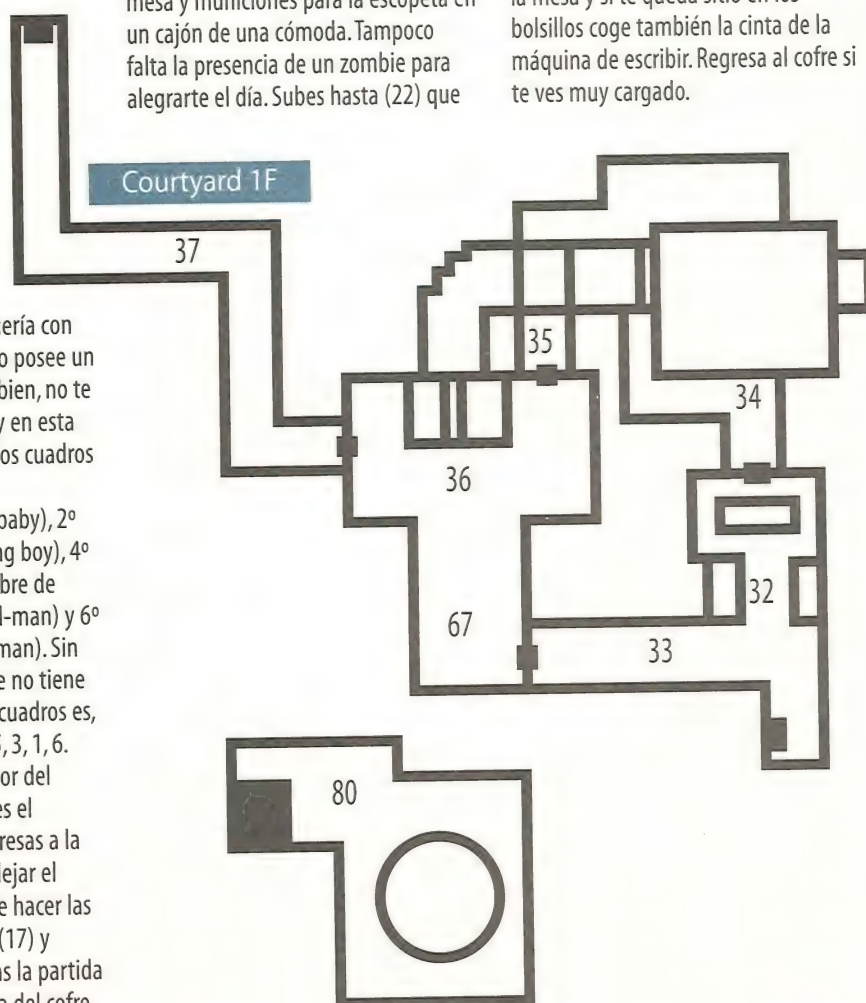 mesa y municiones para la escopeta en
un cajón de una cómoda. Tampoco
falta la presencia de un zombie para
alegrarte el día. Subes hasta (22) que
la mesa y si te queda sitio en los
bolsillos coge también la cinta de la
máquina de escribir. Regresa al cofre si
te ves muy cargado.
Courtyard 1F
37
35
34
36
32
67
33
80
ería con
o posee un
bien, no te
y en esta
os cuadros
baby), 2º
ng boy), 4º
bre de
d-man) y 6º
man). Sin
e no tiene
cuadros es,
5, 3, 1, 6.
or del
es el
resas a la
ejar el
e hacer las
(17) y
as la partida
o del cofre